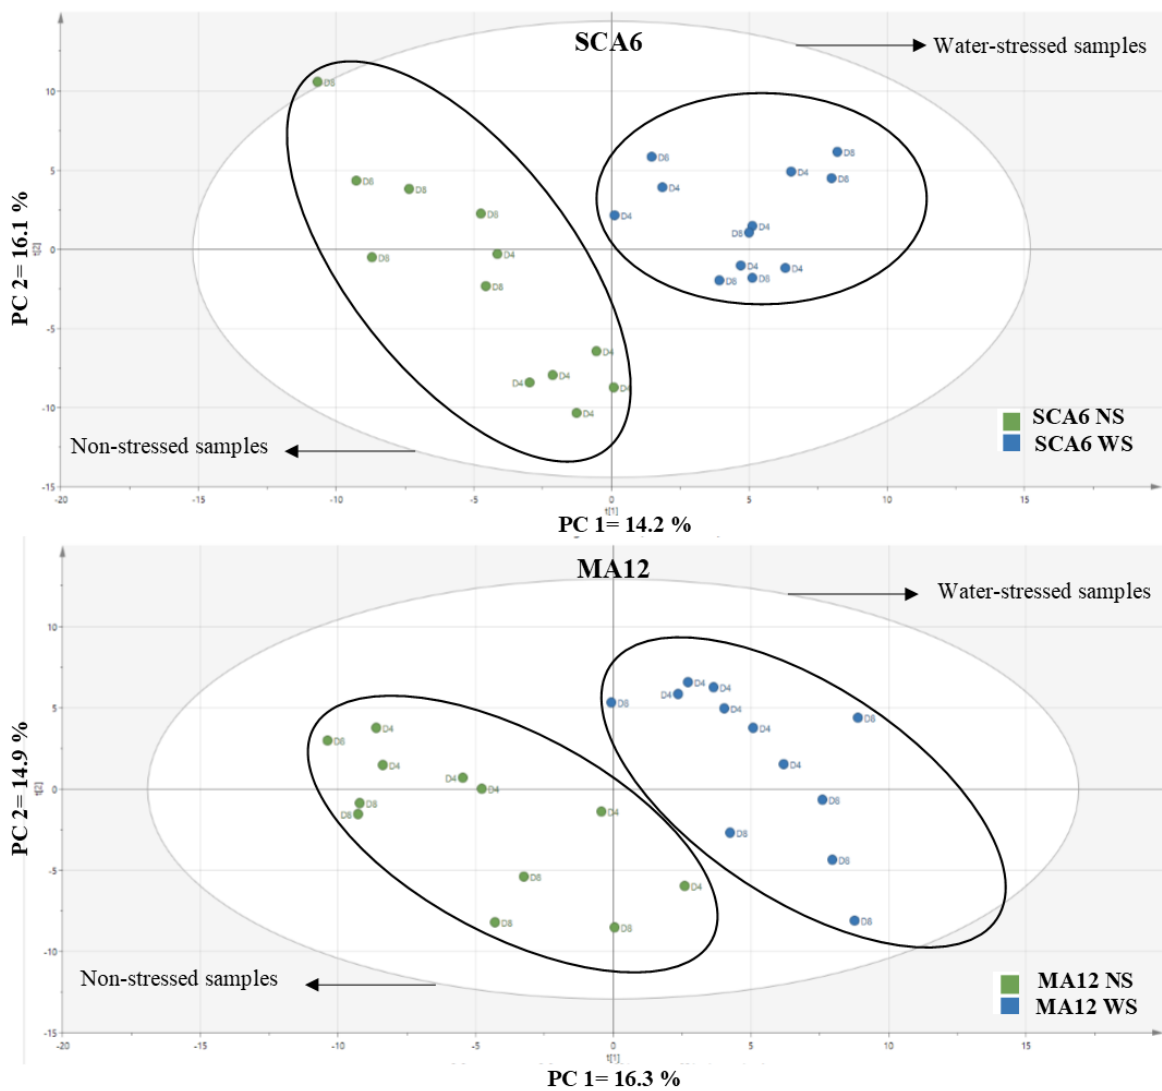 SCA6
Water-stressed samples
10
5
0
-5
-10
-15
PC 2= 16.1 %
t[2]
D8
D8
D8
D8
D4
D8
D8
D4
D4
D4
D4
D4
D8
D8
D4
D8
D4
D4
D4
D8
D4
D4
D8
D8
Non-stressed samples
SCA6 NS
SCA6 WS
-20
-15
-10
-5
0
5
10
15
t[1]
PC 1= 14.2 %
MA12
Water-stressed samples
10
5
0
-5
-10
-15
PC 2= 14.9 %
t[2]
D4
D4
D4
D8
D4
D8
D4
D8
D4
D4
D4
D4
D4
D8
D8
D8
D4
D8
D8
D4
D8
D8
D8
D8
Non-stressed samples
MA12 NS
MA12 WS
-20
-15
-10
-5
0
5
10
15
t[1]
PC 1= 16.3 %